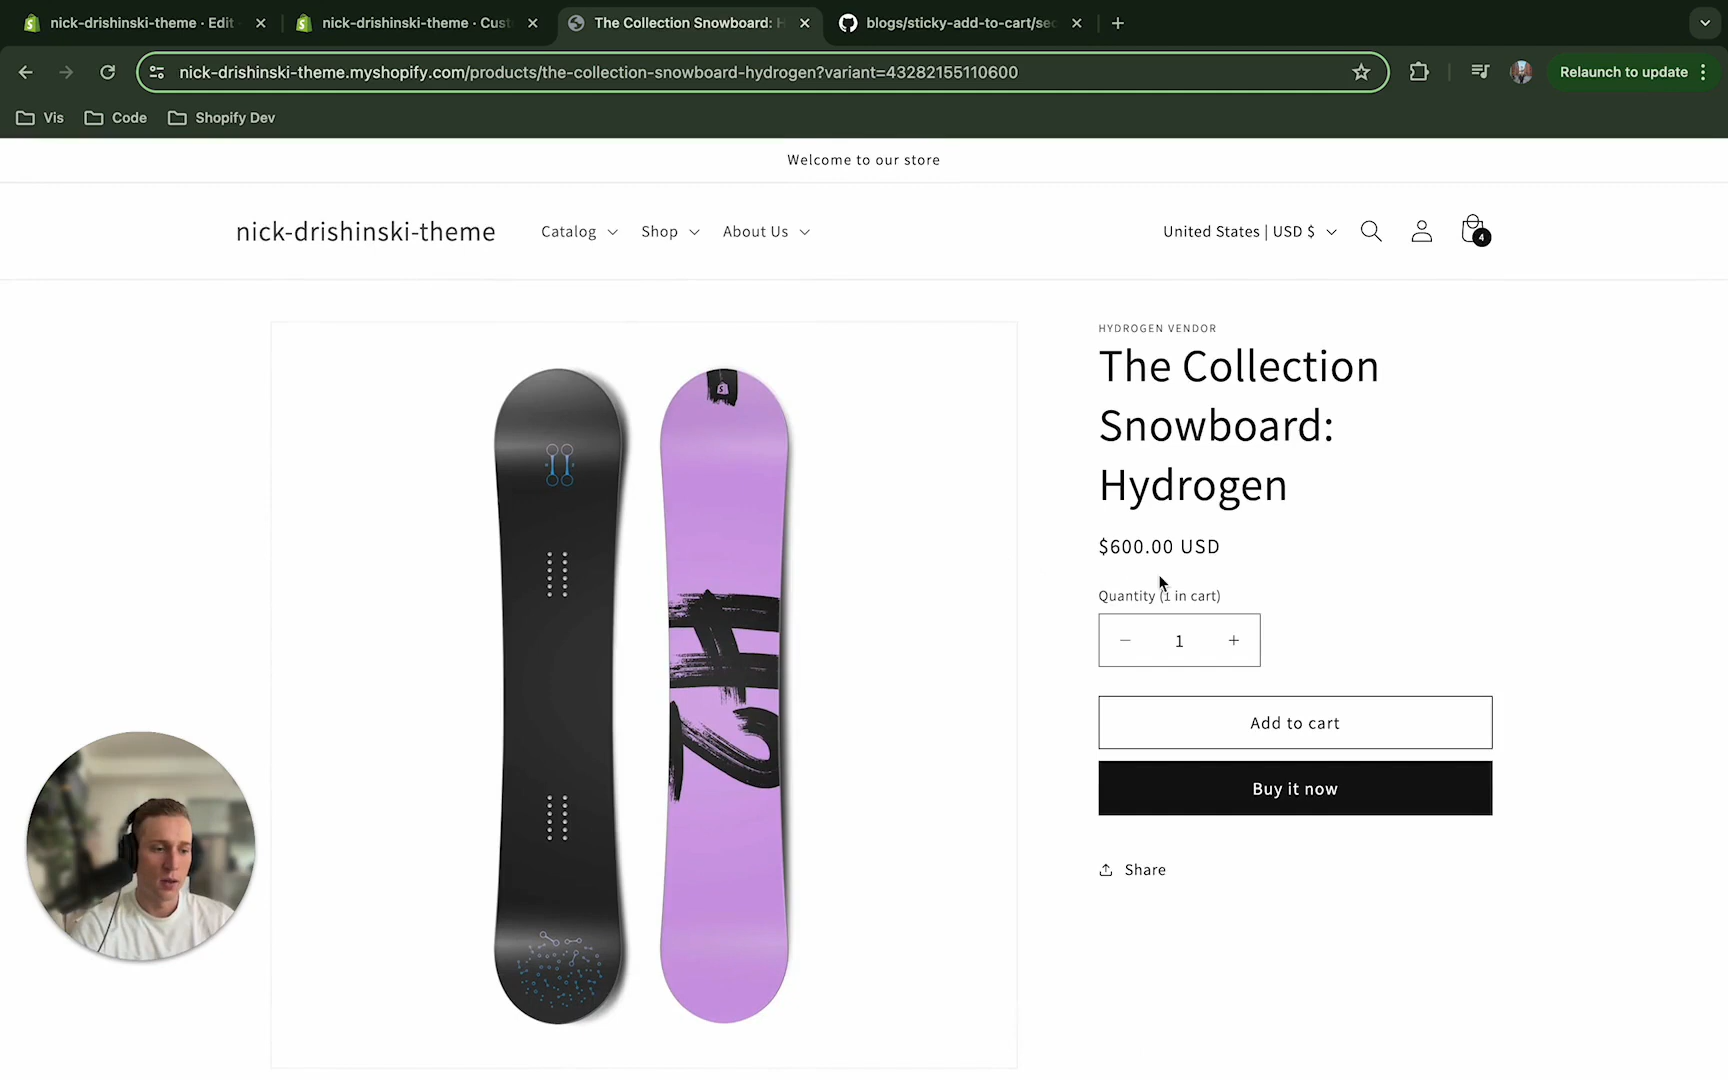 nick-drishinski-theme · Edit
nick-drishinski-theme · Cust
The Collection Snowboard: H
blogs/sticky-add-to-cart/sec
nick-drishinski-theme.myshopify.com/products/the-collection-snowboard-hydrogen?variant=43282155110600
Relaunch to update
Vis
Code
Shopify Dev
Welcome to our store
nick-drishinski-theme
Catalog
Shop
About Us
United States | USD $
4
HYDROGEN VENDOR
The Collection
Snowboard:
Hydrogen
$600.00 USD
Quantity (1 in cart)
− 1 +
Add to cart
Buy it now
Share